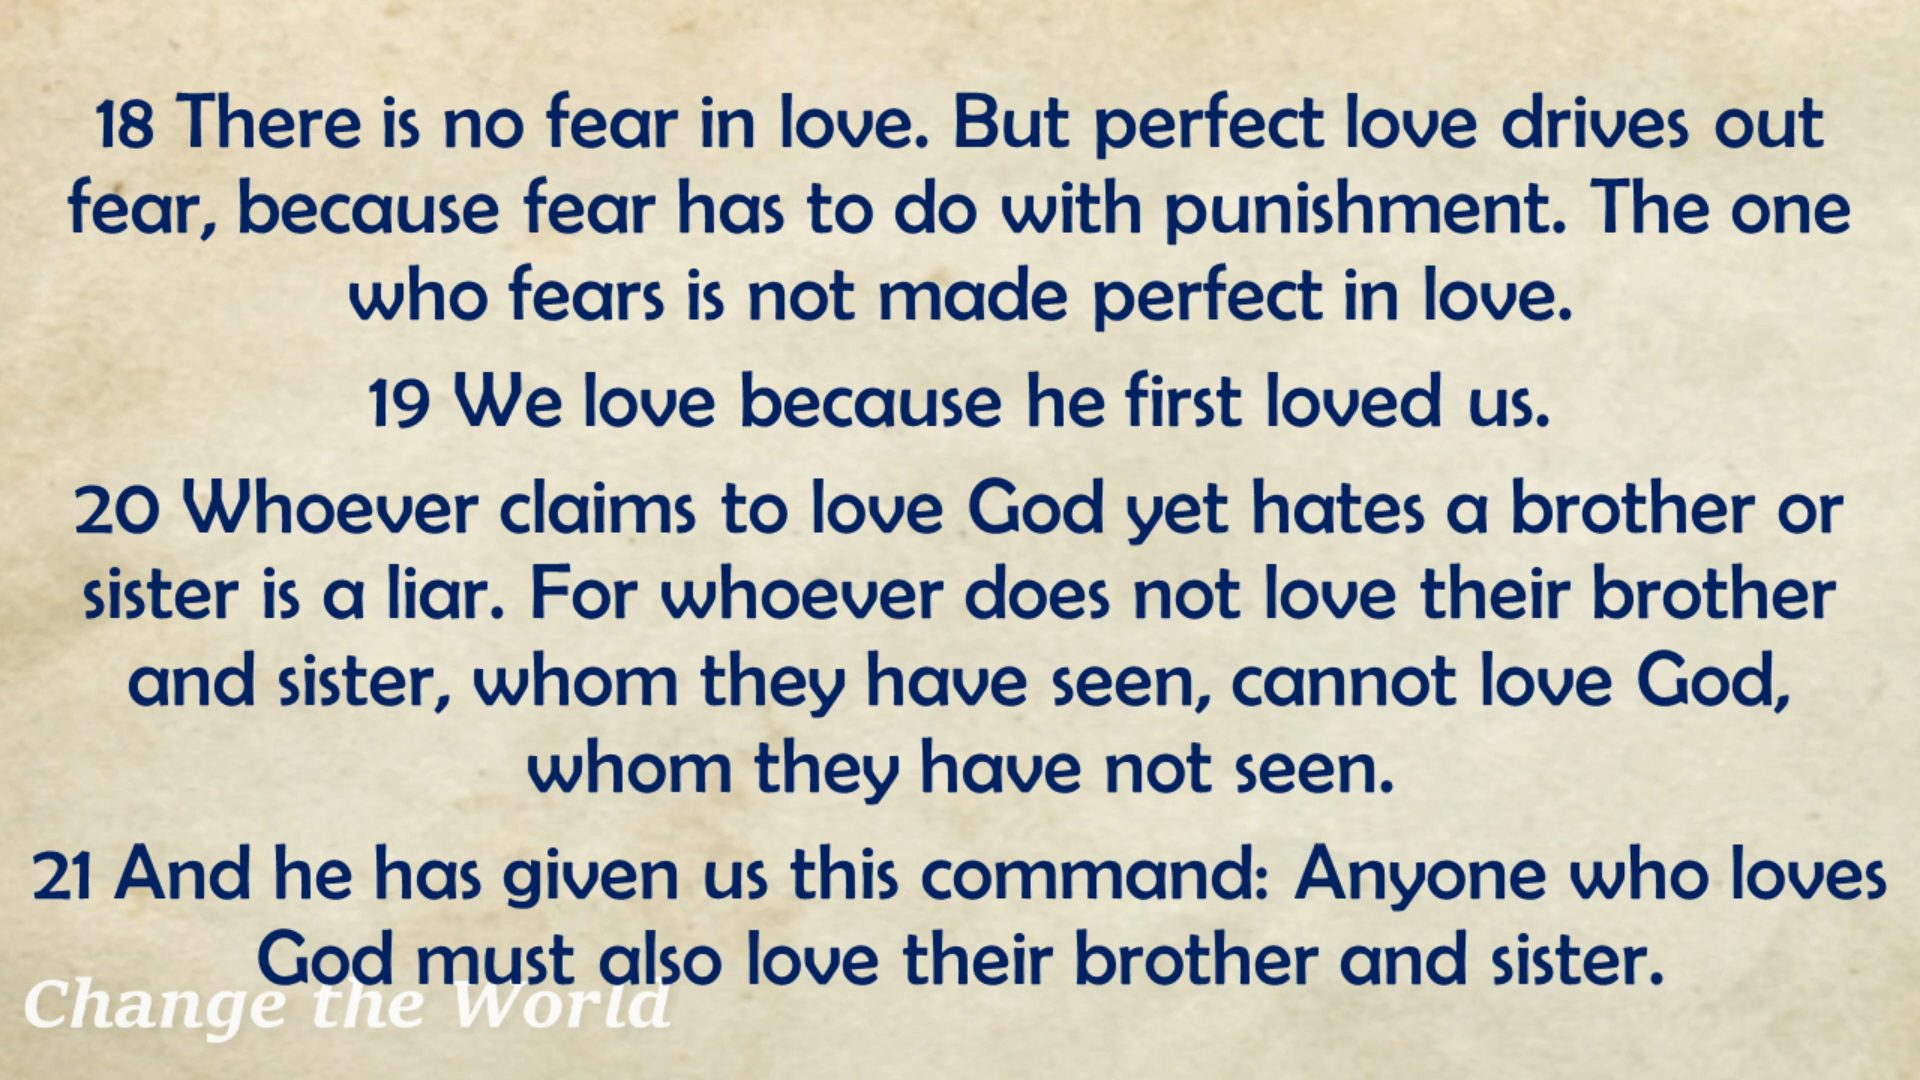 18 There is no fear in love. But perfect love drives out
fear, because fear has to do with punishment. The one
who fears is not made perfect in love.
19 We love because he first loved us.
20 Whoever claims to love God yet hates a brother or
sister is a liar. For whoever does not love their brother
and sister, whom they have seen, cannot love God,
whom they have not seen.
21 And he has given us this command: Anyone who loves
God must also love their brother and sister.
Change the World